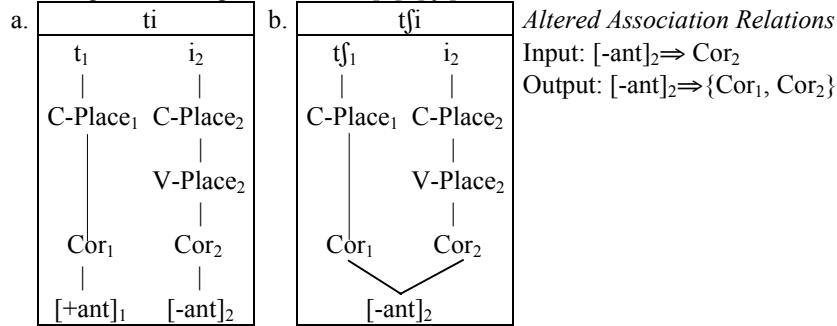 a. ti b. tʃi Altered Association Relations
t₁ i₂ tʃ₁ i₂ Input: [-ant]₂⇒ Cor₂
Output: [-ant]₂⇒{Cor₁, Cor₂}
C-Place₁ C-Place₂ C-Place₁ C-Place₂
V-Place₂ V-Place₂
Cor₁ Cor₂ Cor₁ Cor₂
[+ant]₁ [-ant]₂ [-ant]₂